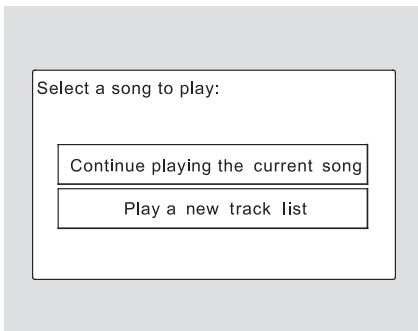 Select a song to play:
Continue playing the current song
Play a new track list